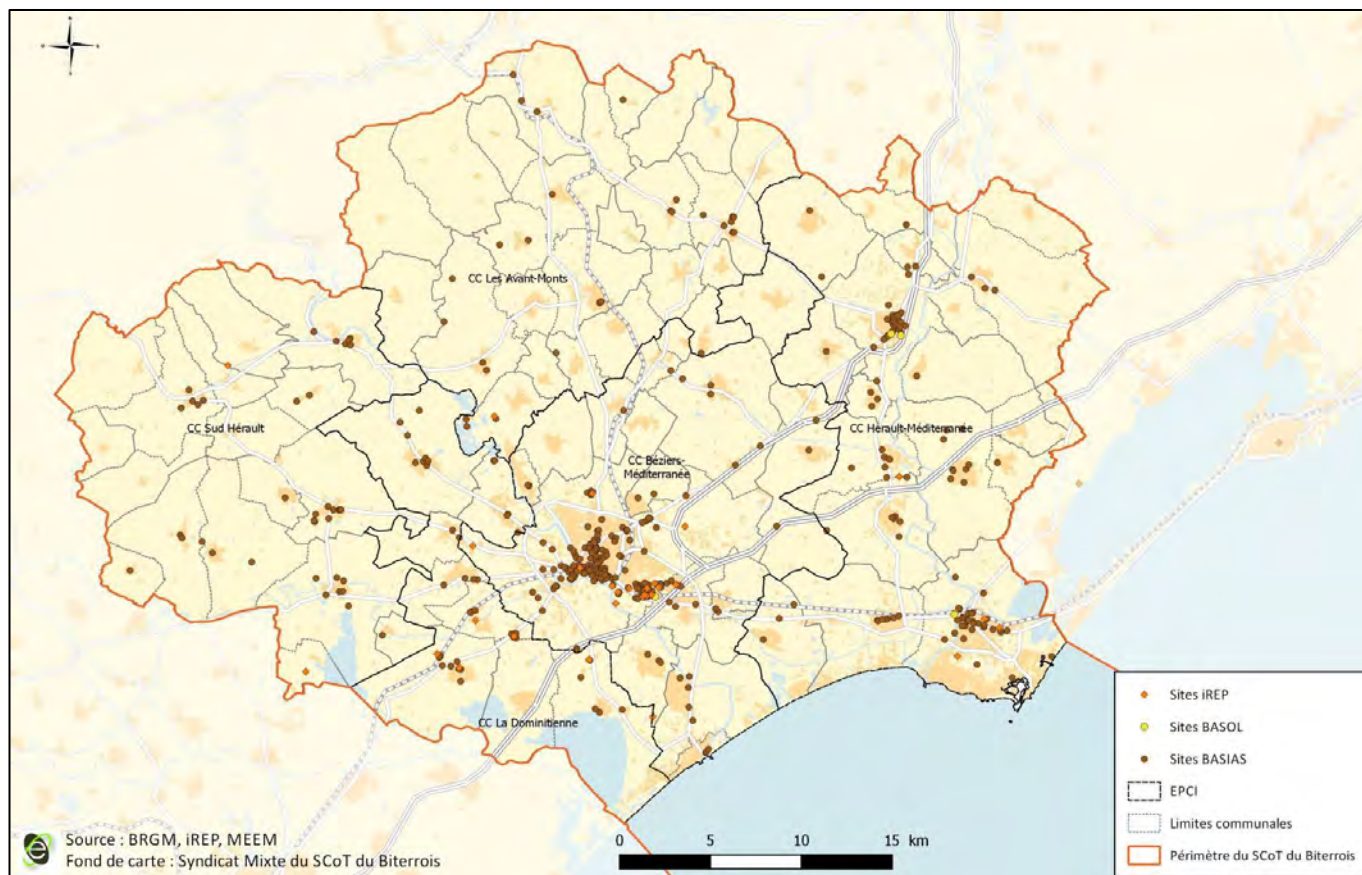 CC Les Avant-Monts
CC Sud Hérault
CC Hérault-Méditerranée
CC Béziers-
Méditerranée
CC La Dominitienne
Sites iREP
Sites BASOL
Sites BASIAS
EPCI
Limites communales
Périmètre du SCoT du Biterrois
Source : BRGM, iREP, MEEM
Fond de carte : Syndicat Mixte du SCoT du Biterrois
0 5 10 15 km